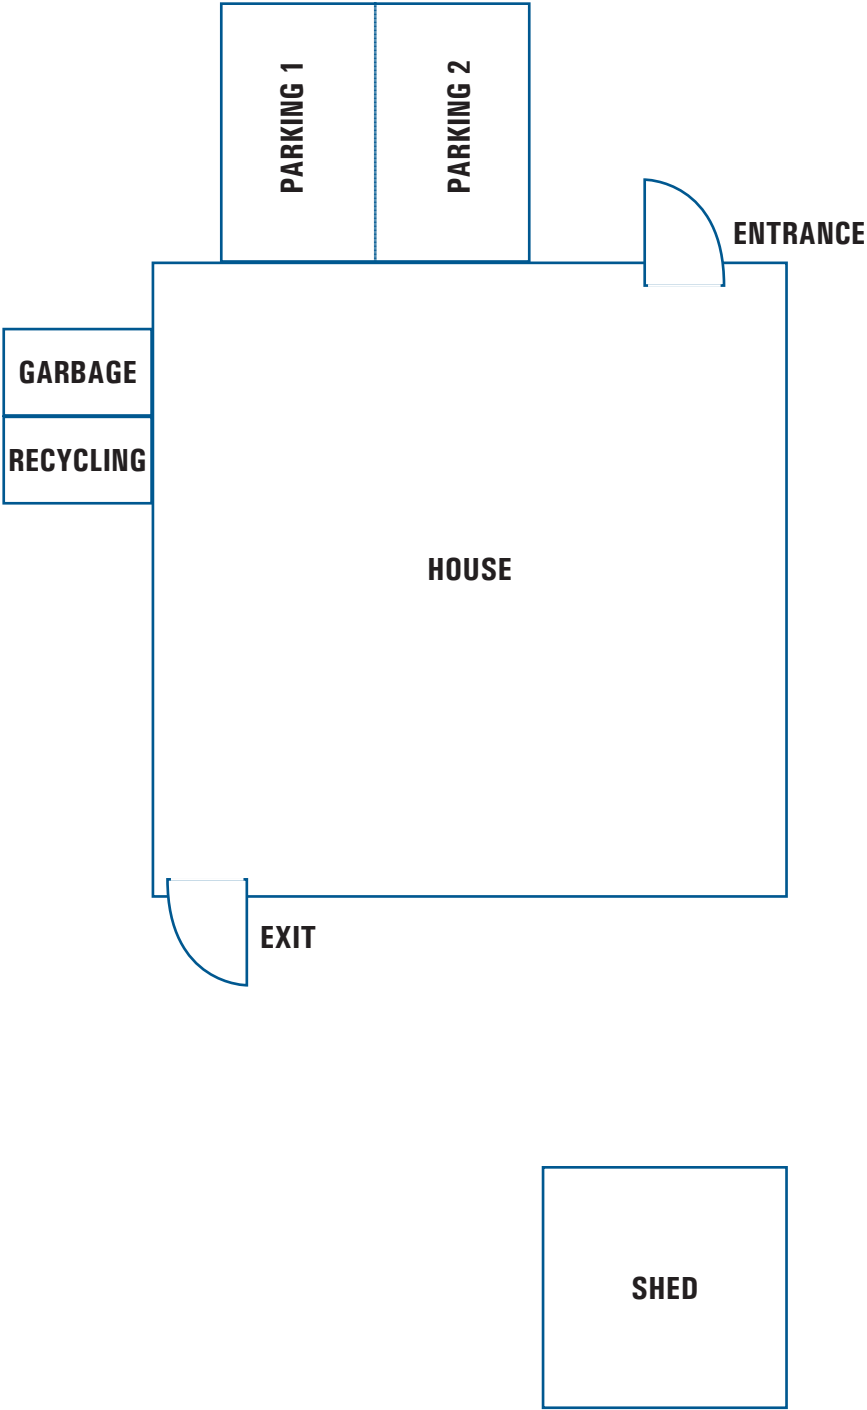 PARKING 1
PARKING 2
ENTRANCE
GARBAGE
RECYCLING
HOUSE
EXIT
SHED